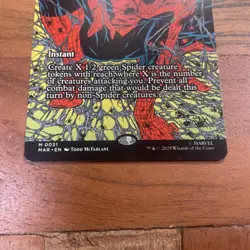 Instant
Create X 1/2 green Spider creature
tokens with reach, where X is the number
of creatures attacking you. Prevent all
combat damage that would be dealt this
turn by non-Spider creatures.
M 0031
MAR • EN Todd McFarlane
© MARVEL
™ & © 2025 Wizards of the Coast